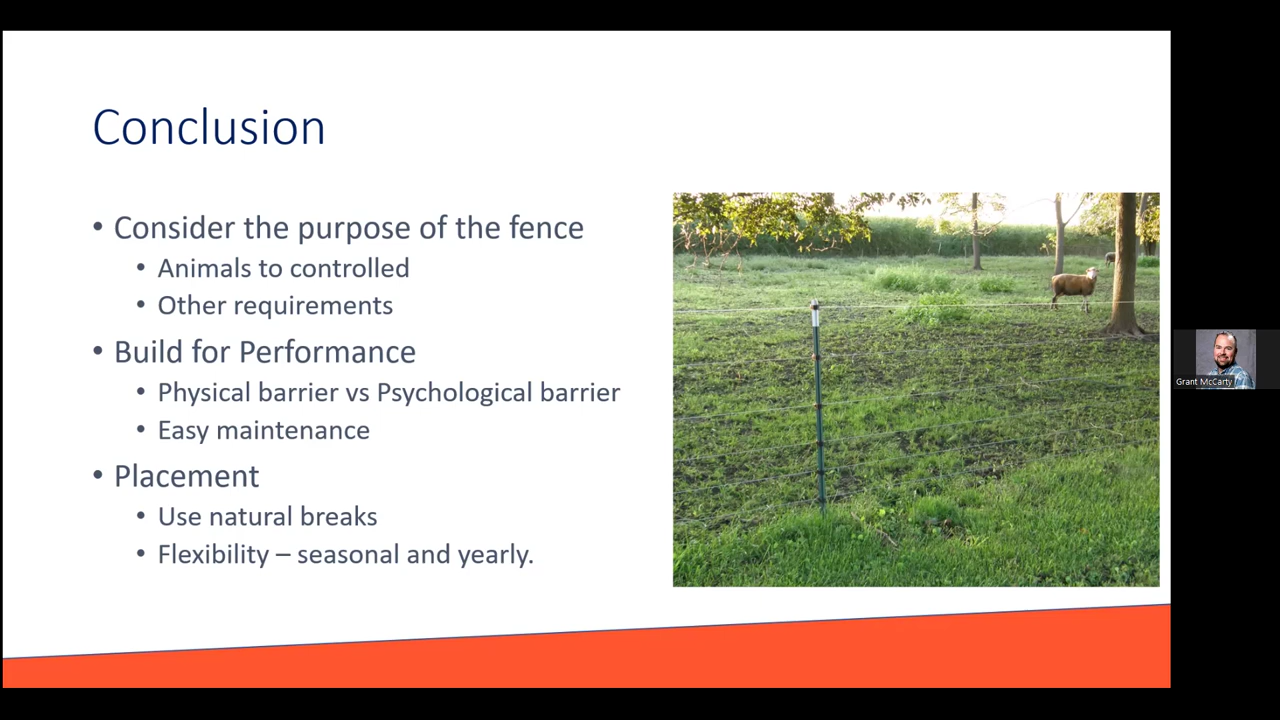 Conclusion
• Consider the purpose of the fence
• Animals to controlled
• Other requirements
• Build for Performance
• Physical barrier vs Psychological barrier
• Easy maintenance
• Placement
• Use natural breaks
• Flexibility – seasonal and yearly.
Grant McCarty